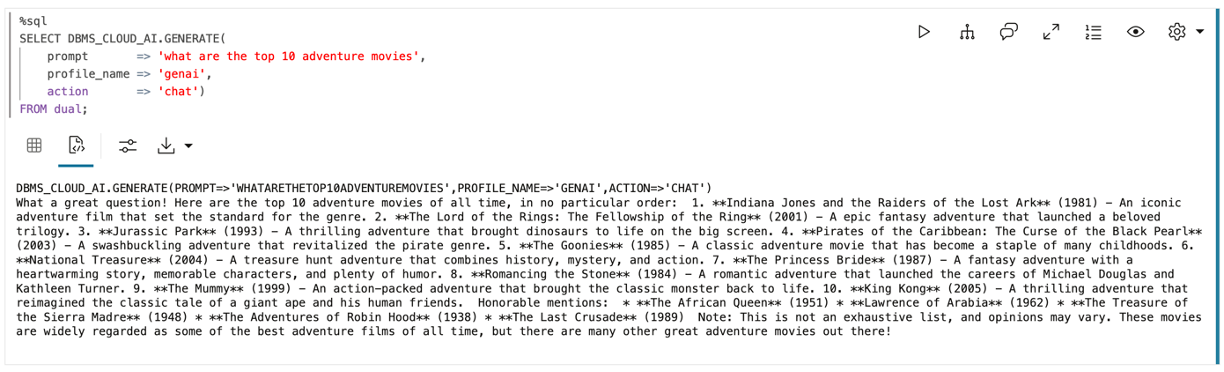 %sql
SELECT DBMS_CLOUD_AI.GENERATE(
prompt => 'what are the top 10 adventure movies',
profile_name => 'genai',
action => 'chat')
FROM dual;
DBMS_CLOUD_AI.GENERATE(PROMPT=>'WHATARETHETOP10ADVENTUREMOVIES',PROFILE_NAME=>'GENAI',ACTION=>'CHAT')
What a great question! Here are the top 10 adventure movies of all time, in no particular order:  1. **Indiana Jones and the Raiders of the Lost Ark** (1981) – An iconic
adventure film that set the standard for the genre. 2. **The Lord of the Rings: The Fellowship of the Ring** (2001) – A epic fantasy adventure that launched a beloved
trilogy. 3. **Jurassic Park** (1993) – A thrilling adventure that brought dinosaurs to life on the big screen. 4. **Pirates of the Caribbean: The Curse of the Black Pearl**
(2003) – A swashbuckling adventure that revitalized the pirate genre. 5. **The Goonies** (1985) – A classic adventure movie that has become a staple of many childhoods. 6.
**National Treasure** (2004) – A treasure hunt adventure that combines history, mystery, and action. 7. **The Princess Bride** (1987) – A fantasy adventure with a
heartwarming story, memorable characters, and plenty of humor. 8. **Romancing the Stone** (1984) – A romantic adventure that launched the careers of Michael Douglas and
Kathleen Turner. 9. **The Mummy** (1999) – An action-packed adventure that brought the classic monster back to life. 10. **King Kong** (2005) – A thrilling adventure that
reimagined the classic tale of a giant ape and his human friends.  Honorable mentions:  * **The African Queen** (1951) * **Lawrence of Arabia** (1962) * **The Treasure of
the Sierra Madre** (1948) * **The Adventures of Robin Hood** (1938) * **The Last Crusade** (1989)  Note: This is not an exhaustive list, and opinions may vary. These movies
are widely regarded as some of the best adventure films of all time, but there are many other great adventure movies out there!